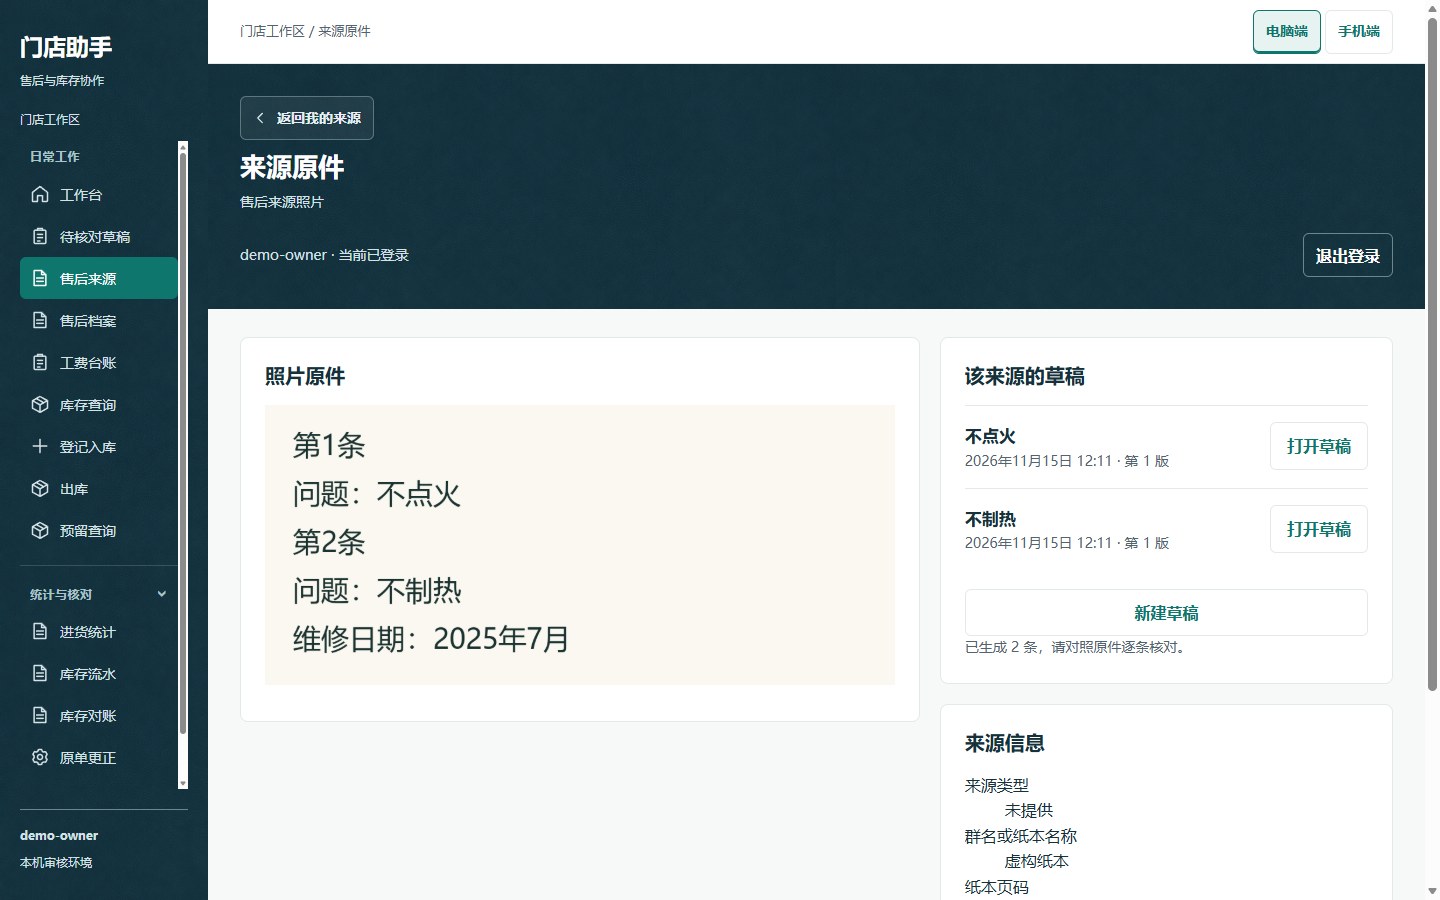 门店助手
售后与库存协作
门店工作区
日常工作
工作台
待核对草稿
售后来源
售后档案
工费台账
库存查询
登记入库
出库
预留查询
统计与核对
进货统计
库存流水
库存对账
原单更正
demo-owner
本机审核环境
门店工作区 / 来源原件
电脑端
手机端
返回我的来源
来源原件
售后来源照片
demo-owner · 当前已登录
退出登录
照片原件
第1条
问题：不点火
第2条
问题：不制热
维修日期：2025年7月
该来源的草稿
不点火
2026年11月15日 12:11 · 第 1 版
打开草稿
不制热
2026年11月15日 12:11 · 第 1 版
打开草稿
新建草稿
已生成 2 条，请对照原件逐条核对。
来源信息
来源类型
未提供
群名或纸本名称
虚构纸本
纸本页码